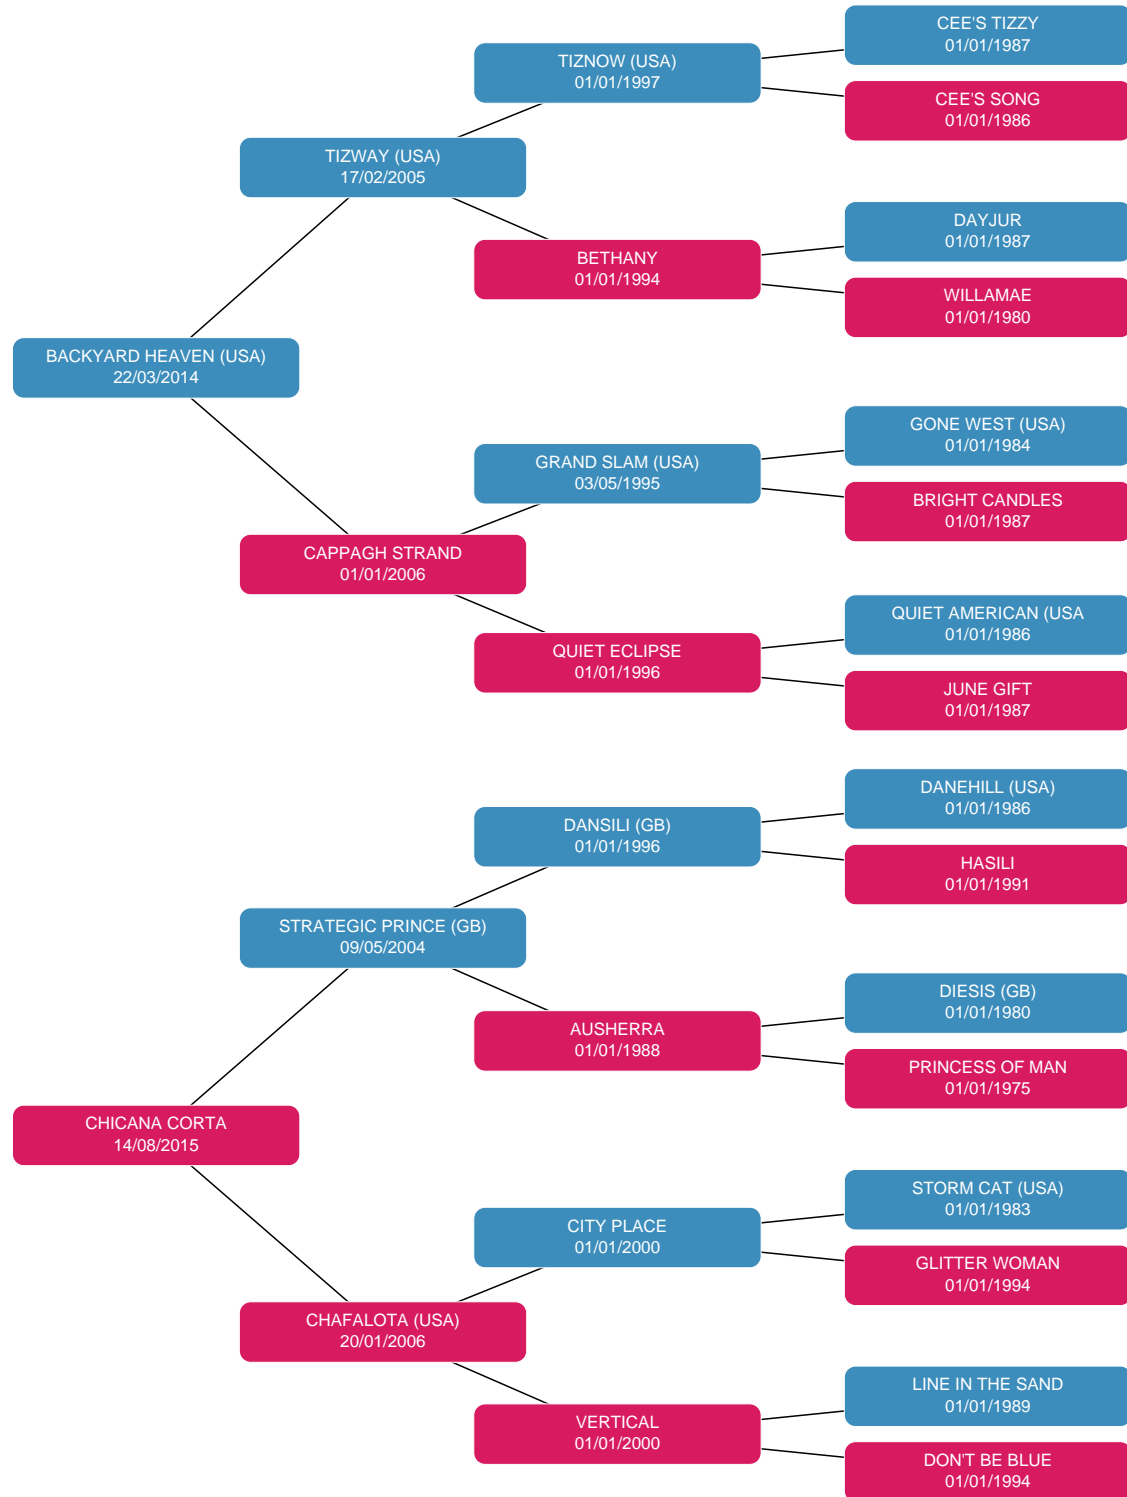 CEE'S TIZZY
01/01/1987
TIZNOW (USA)
01/01/1997
CEE'S SONG
01/01/1986
TIZWAY (USA)
17/02/2005
DAYJUR
01/01/1987
BETHANY
01/01/1994
WILLAMAE
01/01/1980
BACKYARD HEAVEN (USA)
22/03/2014
GONE WEST (USA)
01/01/1984
GRAND SLAM (USA)
03/05/1995
BRIGHT CANDLES
01/01/1987
CAPPAGH STRAND
01/01/2006
QUIET AMERICAN (USA
01/01/1986
QUIET ECLIPSE
01/01/1996
JUNE GIFT
01/01/1987
DANEHILL (USA)
01/01/1986
DANSILI (GB)
01/01/1996
HASILI
01/01/1991
STRATEGIC PRINCE (GB)
09/05/2004
DIESIS (GB)
01/01/1980
AUSHERRA
01/01/1988
PRINCESS OF MAN
01/01/1975
CHICANA CORTA
14/08/2015
STORM CAT (USA)
01/01/1983
CITY PLACE
01/01/2000
GLITTER WOMAN
01/01/1994
CHAFALOTA (USA)
20/01/2006
LINE IN THE SAND
01/01/1989
VERTICAL
01/01/2000
DON'T BE BLUE
01/01/1994